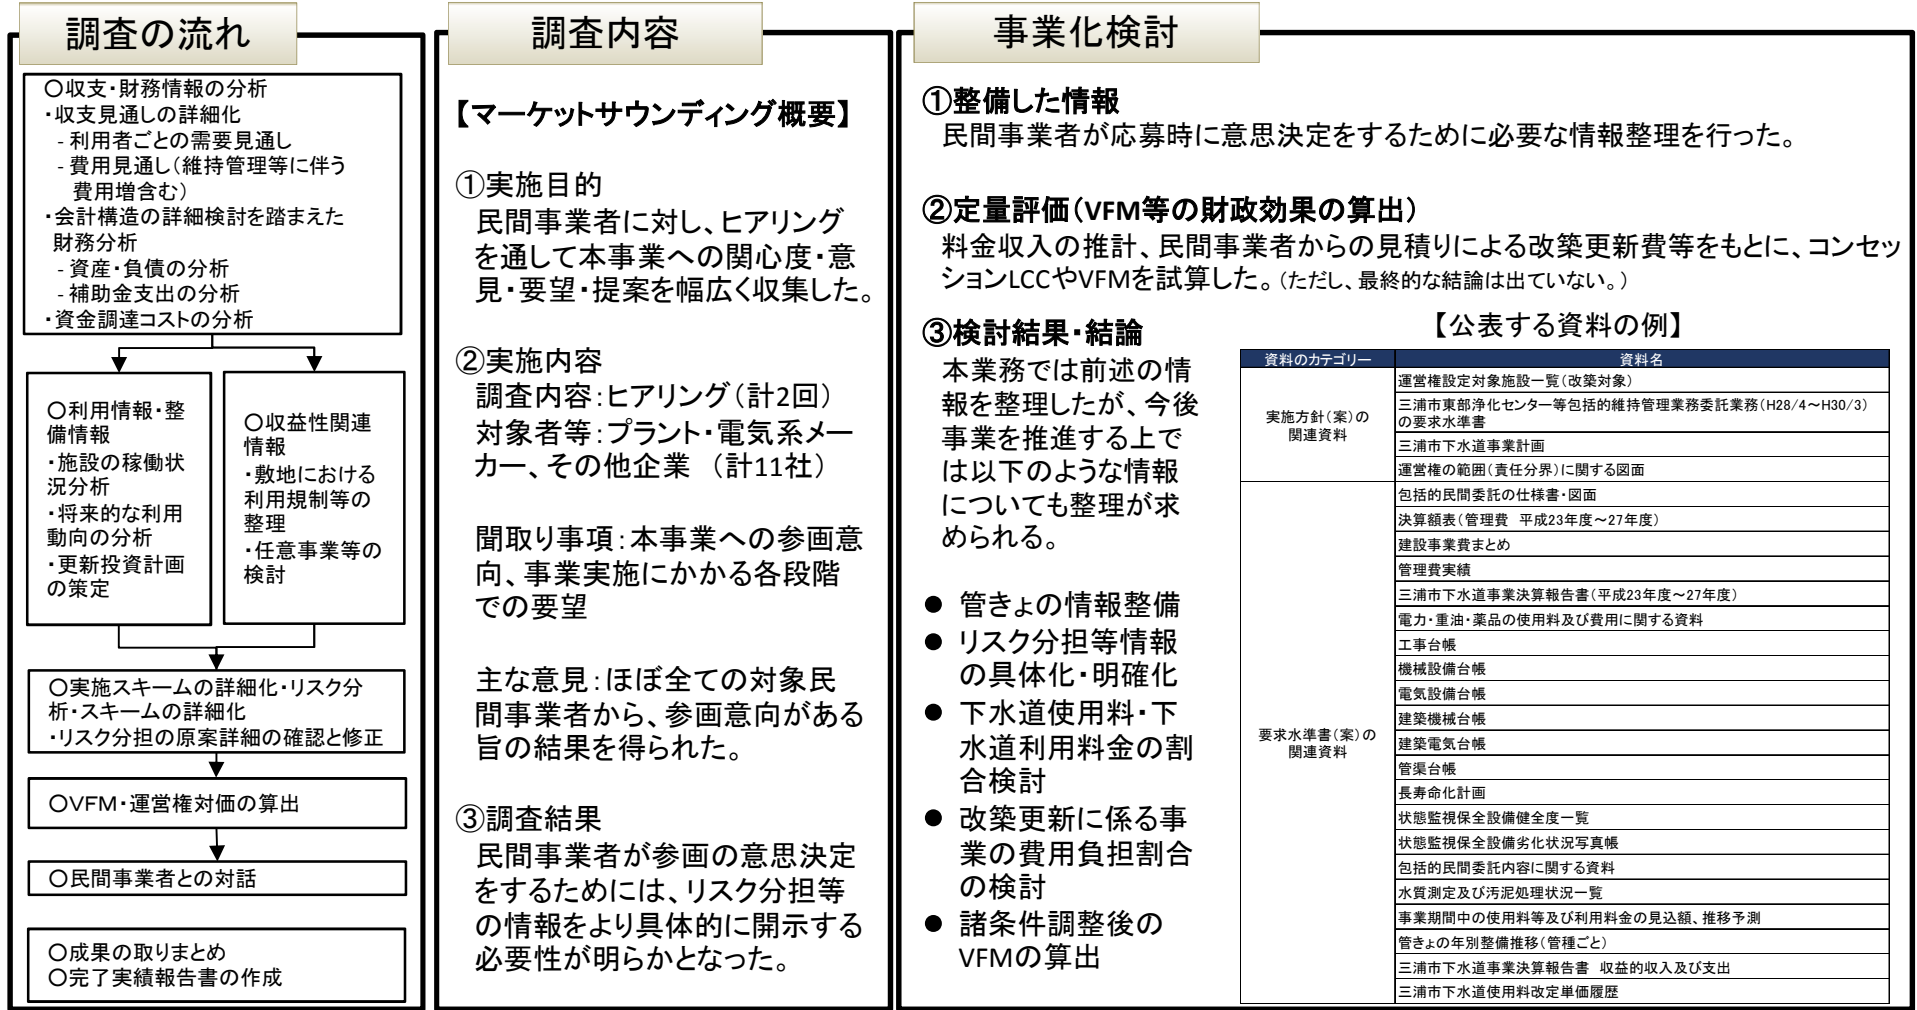 調査の流れ
○収支・財務情報の分析
・収支見通しの詳細化
- 利用者ごとの需要見通し
- 費用見通し（維持管理等に伴う
費用増含む）
・会計構造の詳細検討を踏まえた
財務分析
- 資産・負債の分析
- 補助金支出の分析
・資金調達コストの分析
○利用情報・整
備情報
・施設の稼働状
況分析
・将来的な利用
動向の分析
・更新投資計画
の策定
○収益性関連
情報
・敷地における
利用規制等の
整理
・任意事業等の
検討
○実施スキームの詳細化・リスク分
析・スキームの詳細化
・リスク分担の原案詳細の確認と修正
○VFM・運営権対価の算出
○民間事業者との対話
○成果の取りまとめ
○完了実績報告書の作成
調査内容
【マーケットサウンディング概要】
①実施目的
民間事業者に対し、ヒアリング
を通して本事業への関心度・意
見・要望・提案を幅広く収集した。
②実施内容
調査内容：ヒアリング（計2回）
対象者等：プラント・電気系メー
カー、その他企業 （計11社）
聞取り事項：本事業への参画意
向、事業実施にかかる各段階
での要望
主な意見：ほぼ全ての対象民
間事業者から、参画意向がある
旨の結果を得られた。
③調査結果
民間事業者が参画の意思決定
をするためには、リスク分担等
の情報をより具体的に開示する
必要性が明らかとなった。
事業化検討
①整備した情報
民間事業者が応募時に意思決定をするために必要な情報整理を行った。
②定量評価（VFM等の財政効果の算出）
料金収入の推計、民間事業者からの見積りによる改築更新費等をもとに、コンセッ
ションLCCやVFMを試算した。（ただし、最終的な結論は出ていない。）
③検討結果・結論
本業務では前述の情
報を整理したが、今後
事業を推進する上で
は以下のような情報
についても整理が求
められる。
● 管きょの情報整備
● リスク分担等情報
の具体化・明確化
● 下水道使用料・下
水道利用料金の割
合検討
● 改築更新に係る事
業の費用負担割合
の検討
● 諸条件調整後の
VFMの算出
【公表する資料の例】
資料のカテゴリー 資料名
実施方針（案）の
関連資料
運営権設定対象施設一覧（改築対象）
三浦市東部浄化センター等包括的維持管理業務委託業務（H28/4～H30/3）
の要求水準書
三浦市下水道事業計画
運営権の範囲（責任分界）に関する図面
要求水準書（案）の
関連資料
包括的民間委託の仕様書・図面
決算額表（管理費 平成23年度～27年度）
建設事業費まとめ
管理費実績
三浦市下水道事業決算報告書（平成23年度～27年度）
電力・重油・薬品の使用料及び費用に関する資料
工事台帳
機械設備台帳
電気設備台帳
建築機械台帳
建築電気台帳
管渠台帳
長寿命化計画
状態監視保全設備健全度一覧
状態監視保全設備劣化状況写真帳
包括的民間委託内容に関する資料
水質測定及び汚泥処理状況一覧
事業期間中の使用料等及び利用料金の見込額、推移予測
管きょの年別整備推移（管種ごと）
三浦市下水道事業決算報告書 収益的収入及び支出
三浦市下水道使用料改定単価履歴